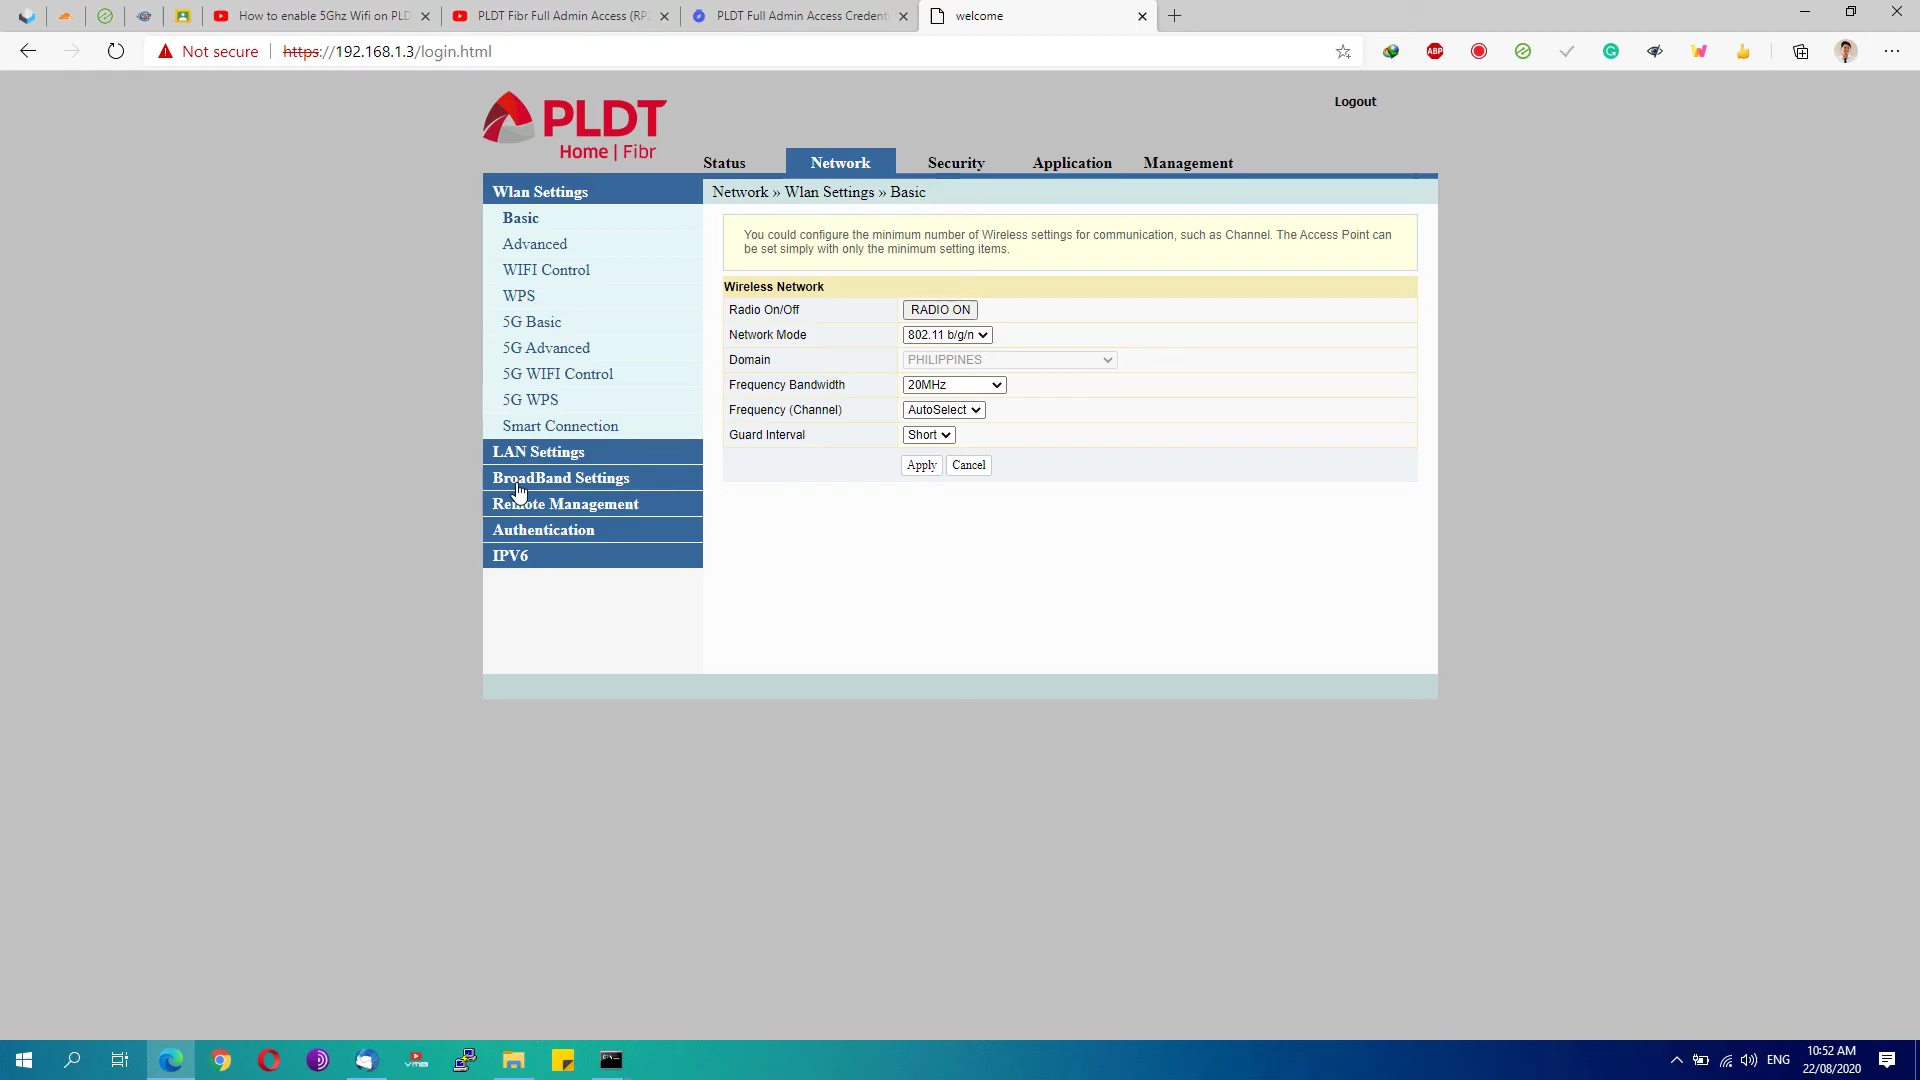 How to enable 5Ghz Wifi on PLD
PLDT Fibr Full Admin Access (RP2
PLDT Full Admin Access Credent
welcome
Not secure
https://192.168.1.3/login.html
ABP
PLDT
Home | Fibr
Logout
Status
Network
Security
Application
Management
Wlan Settings
Basic
Advanced
WIFI Control
WPS
5G Basic
5G Advanced
5G WIFI Control
5G WPS
Smart Connection
LAN Settings
BroadBand Settings
Remote Management
Authentication
IPV6
Network » Wlan Settings » Basic
You could configure the minimum number of Wireless settings for communication, such as Channel. The Access Point can
be set simply with only the minimum setting items.
Wireless Network
Radio On/Off
RADIO ON
Network Mode
802.11 b/g/n
Domain
PHILIPPINES
Frequency Bandwidth
20MHz
Frequency (Channel)
AutoSelect
Guard Interval
Short
Apply
Cancel
ENG
10:52 AM
22/08/2020